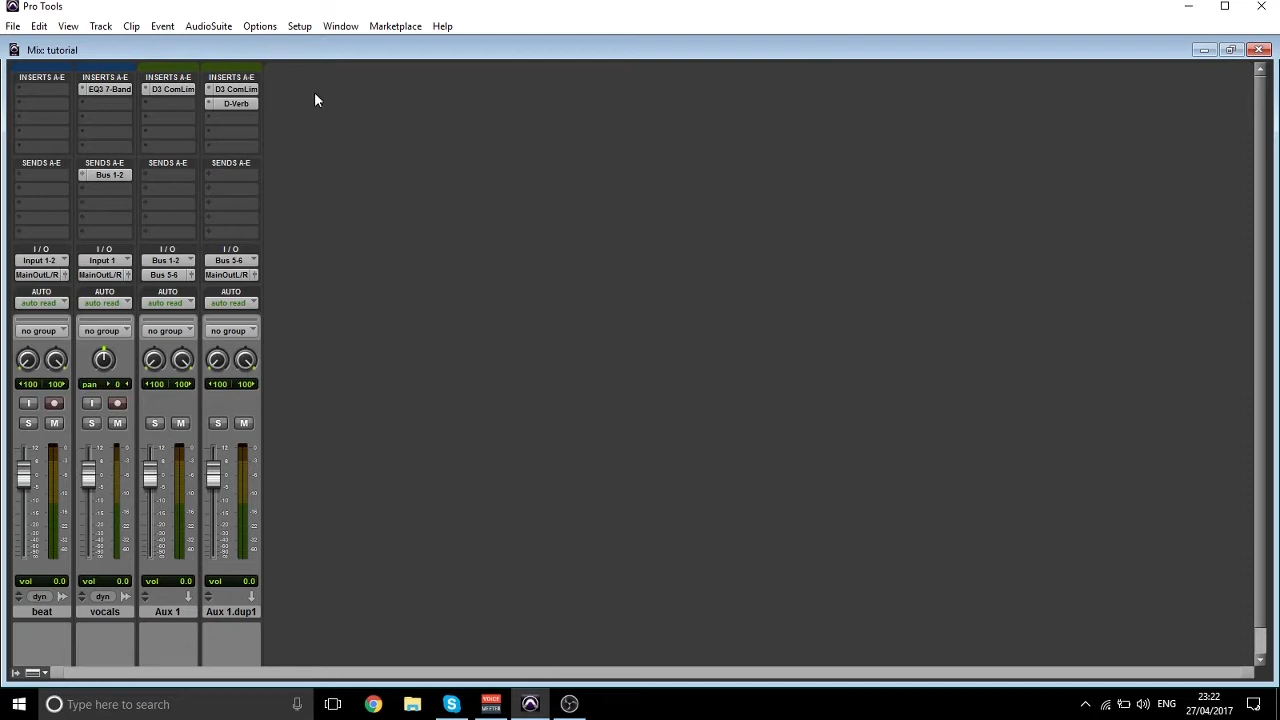 Pro Tools
File Edit View Track Clip Event AudioSuite Options Setup Window Marketplace Help
Mix: tutorial
INSERTS A-E INSERTS A-E INSERTS A-E INSERTS A-E
EQ3 7-Band D3 ComLim D3 ComLim
D-Verb
SENDS A-E SENDS A-E SENDS A-E SENDS A-E
Bus 1-2
I / O I / O I / O I / O
Input 1-2 Input 1 Bus 1-2 Bus 5-6
MainOutL/R MainOutL/R Bus 5-6 MainOutL/R
AUTO AUTO AUTO AUTO
auto read auto read auto read auto read
no group no group no group no group
100 100 pan 0 100 100 100 100
I I
S M S M S M S M
vol 0.0 vol 0.0 vol 0.0 vol 0.0
dyn dyn
beat vocals Aux 1 Aux 1.dup1
Type here to search
VOICE MEETER
ENG
23:22
27/04/2017